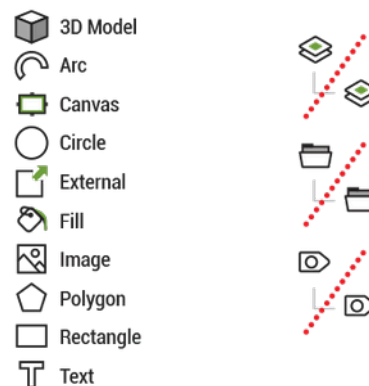 3D Model
Arc
Canvas
Circle
External
Fill
Image
Polygon
Rectangle
Text